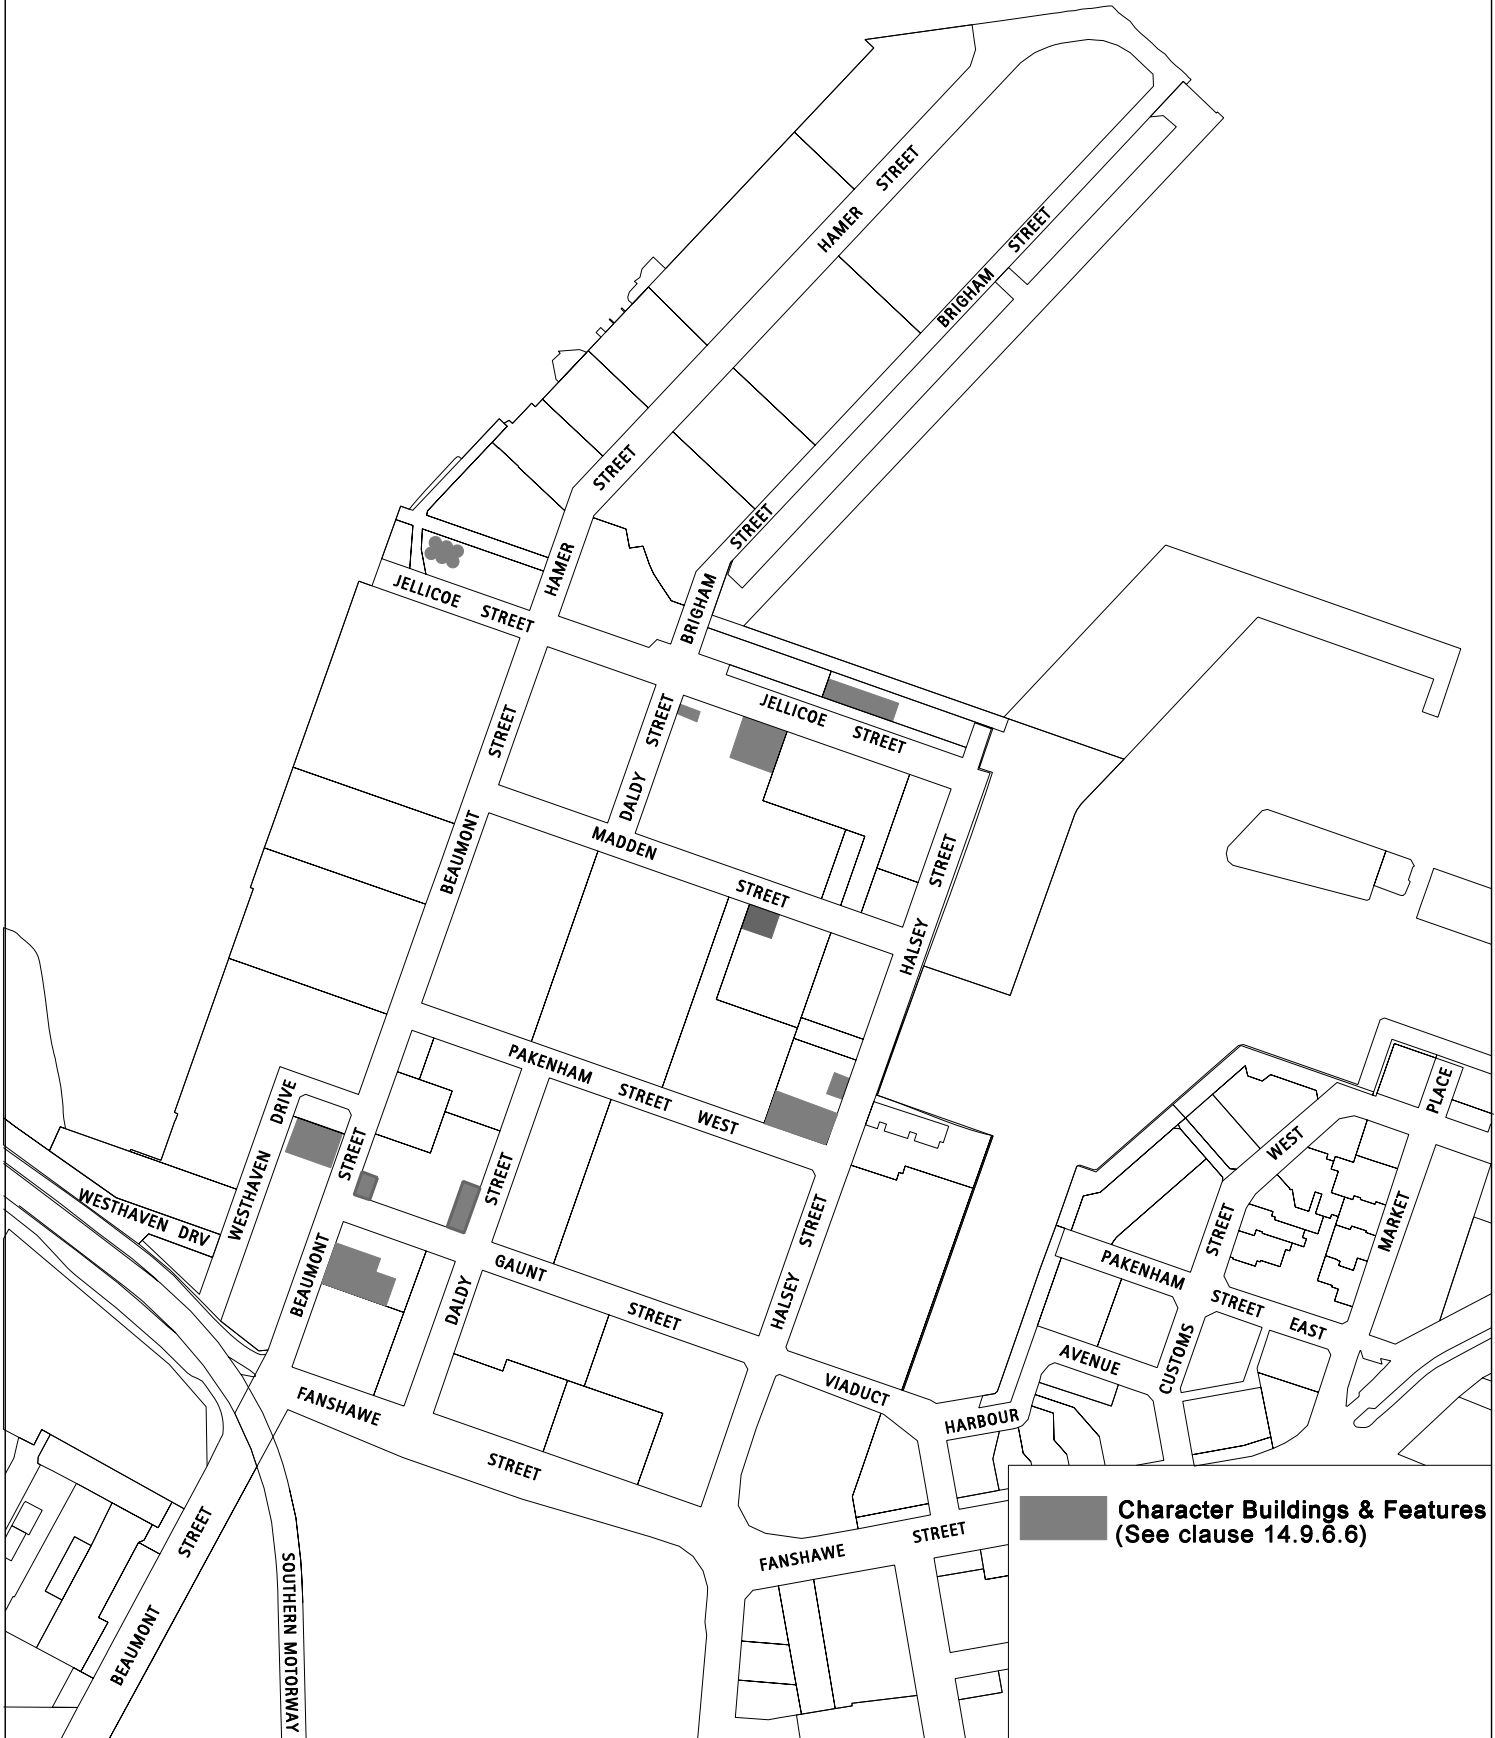 HAMER STREET
BRIGHAM STREET
STREET
STREET
HAMER
BRIGHAM
JELLICOE STREET
JELLICOE STREET
STREET
STREET
DALDY
BEAUMONT
MADDEN
STREET
STREET
HALSEY
PAKENHAM STREET WEST
PLACE
DRIVE
WESTHAVEN
STREET
STREET
WESTHAVEN DRV
WEST
MARKET
STREET
STREET
BEAUMONT
GAUNT
STREET
DALDY
HALSEY
PAKENHAM
STREET EAST
CUSTOMS
AVENUE
VIADUCT
HARBOUR
FANSHAWE
STREET
STREET
FANSHAWE
STREET
BEAUMONT
SOUTHERN MOTORWAY
Character Buildings & Features
(See clause 14.9.6.6)